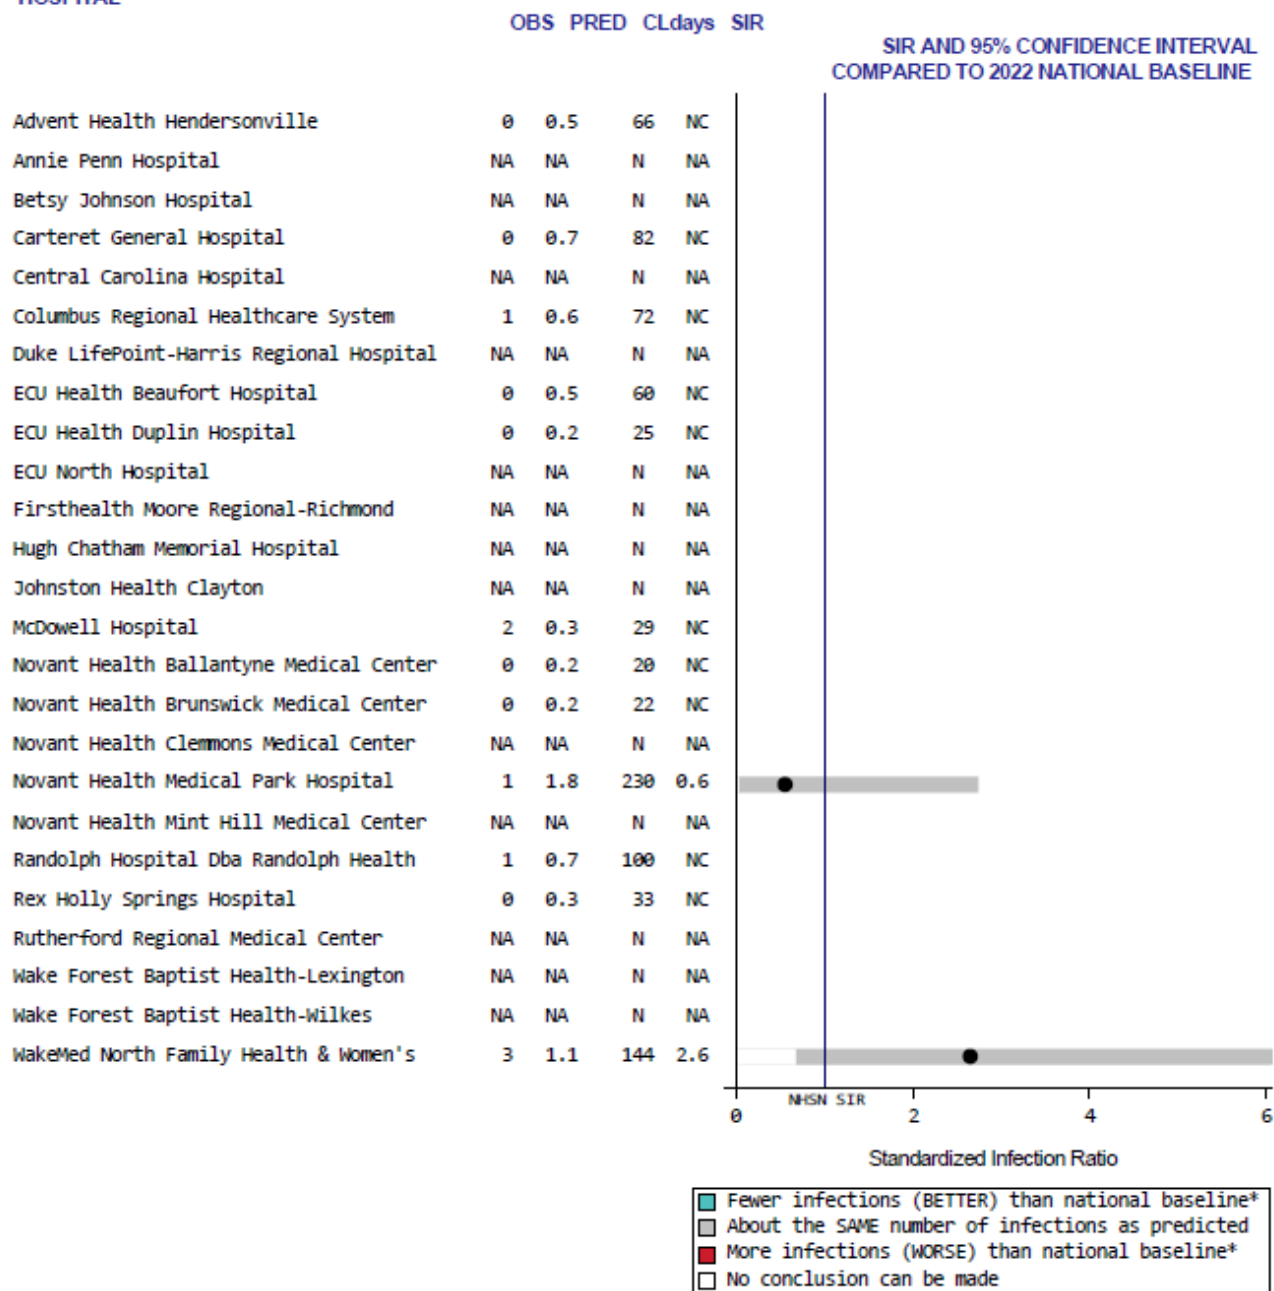 HOSPITAL
OBS PRED CLdays SIR
SIR AND 95% CONFIDENCE INTERVAL
COMPARED TO 2022 NATIONAL BASELINE
Advent Health Hendersonville 0 0.5 66 NC
Annie Penn Hospital NA NA N NA
Betsy Johnson Hospital NA NA N NA
Carteret General Hospital 0 0.7 82 NC
Central Carolina Hospital NA NA N NA
Columbus Regional Healthcare System 1 0.6 72 NC
Duke LifePoint-Harris Regional Hospital NA NA N NA
ECU Health Beaufort Hospital 0 0.5 60 NC
ECU Health Duplin Hospital 0 0.2 25 NC
ECU North Hospital NA NA N NA
Firsthealth Moore Regional-Richmond NA NA N NA
Hugh Chatham Memorial Hospital NA NA N NA
Johnston Health Clayton NA NA N NA
McDowell Hospital 2 0.3 29 NC
Novant Health Ballantyne Medical Center 0 0.2 20 NC
Novant Health Brunswick Medical Center 0 0.2 22 NC
Novant Health Clemmons Medical Center NA NA N NA
Novant Health Medical Park Hospital 1 1.8 230 0.6
Novant Health Mint Hill Medical Center NA NA N NA
Randolph Hospital Dba Randolph Health 1 0.7 100 NC
Rex Holly Springs Hospital 0 0.3 33 NC
Rutherford Regional Medical Center NA NA N NA
Wake Forest Baptist Health-Lexington NA NA N NA
Wake Forest Baptist Health-Wilkes NA NA N NA
WakeMed North Family Health & Women's 3 1.1 144 2.6
NHSN SIR
0 2 4 6
Standardized Infection Ratio
Fewer infections (BETTER) than national baseline*
About the SAME number of infections as predicted
More infections (WORSE) than national baseline*
No conclusion can be made